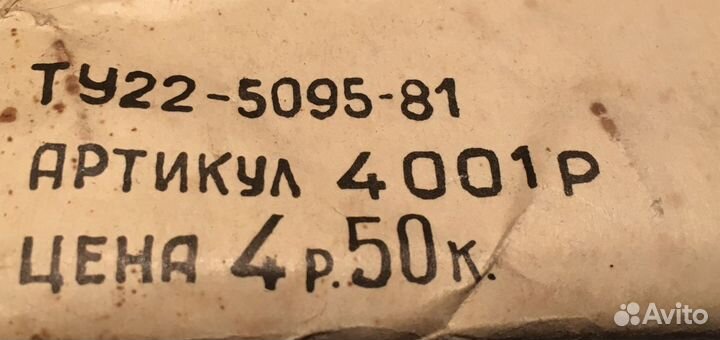 ТУ22-5095-81
АРТИКУЛ 4001Р
ЦЕНА 4р.50к.
Avito